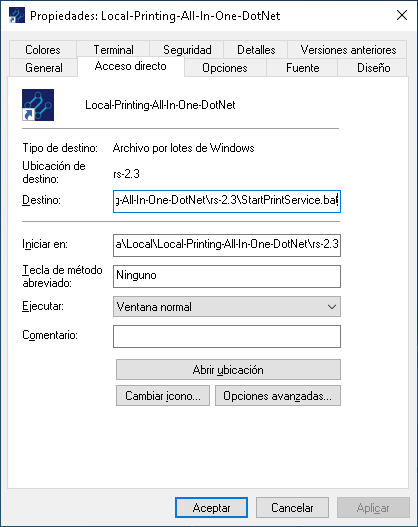 Propiedades: Local-Printing-All-In-One-DotNet
Colores Terminal Seguridad Detalles Versiones anteriores
General Acceso directo Opciones Fuente Diseño
Local-Printing-All-In-One-DotNet
Tipo de destino: Archivo por lotes de Windows
Ubicación de destino: rs-2.3
Destino: g-All-In-One-DotNet\rs-2.3\StartPrintService.bat
Iniciar en: a\Local\Local-Printing-All-In-One-DotNet\rs-2.3
Tecla de método abreviado: Ninguno
Ejecutar: Ventana normal
Comentario:
Abrir ubicación
Cambiar icono... Opciones avanzadas...
Aceptar Cancelar Aplicar